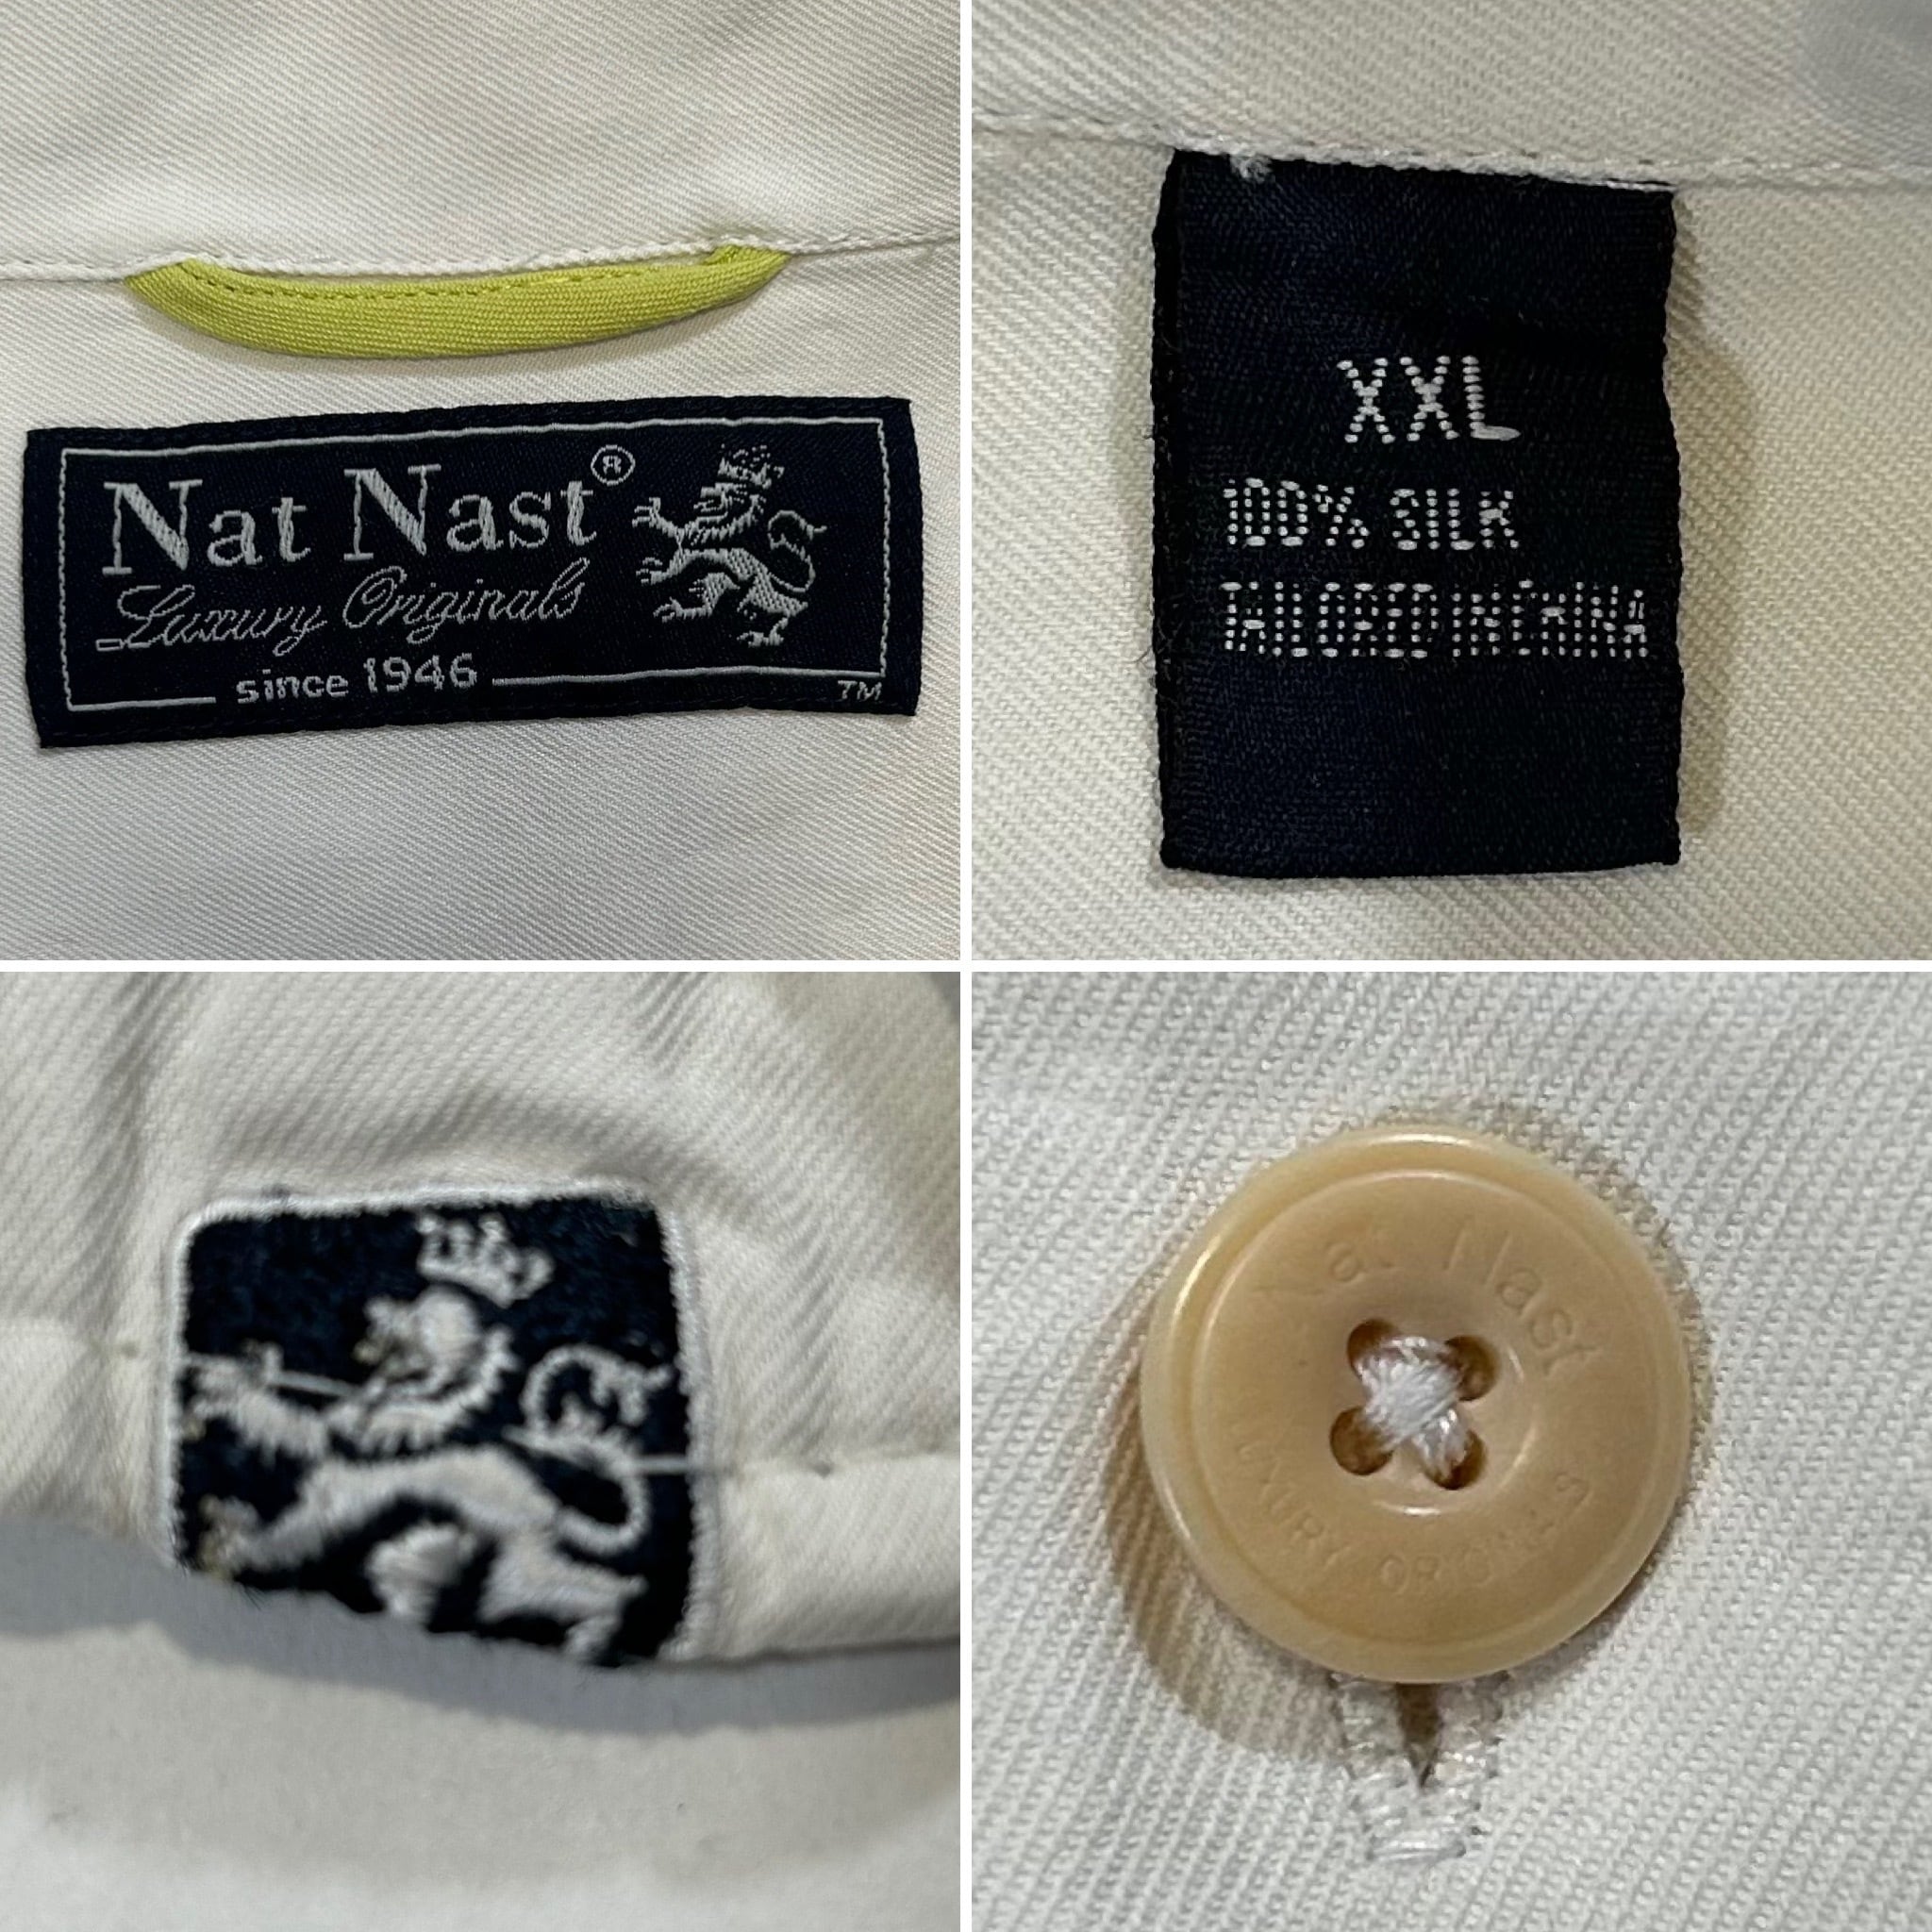 Nat Nast®
Luxury Originals
since 1946
TM
XXL
100% SILK
TAILORED IN CHINA
Nat Nast
LUXURY ORIGINALS